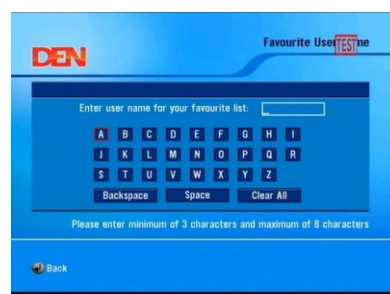 Favourite User TEST me
DEN
Enter user name for your favourite list: _
A B C D E F G H I
J K L M N O P Q R
S T U V W X Y Z
Backspace Space Clear All
Please enter minimum of 3 characters and maximum of 8 characters
Back